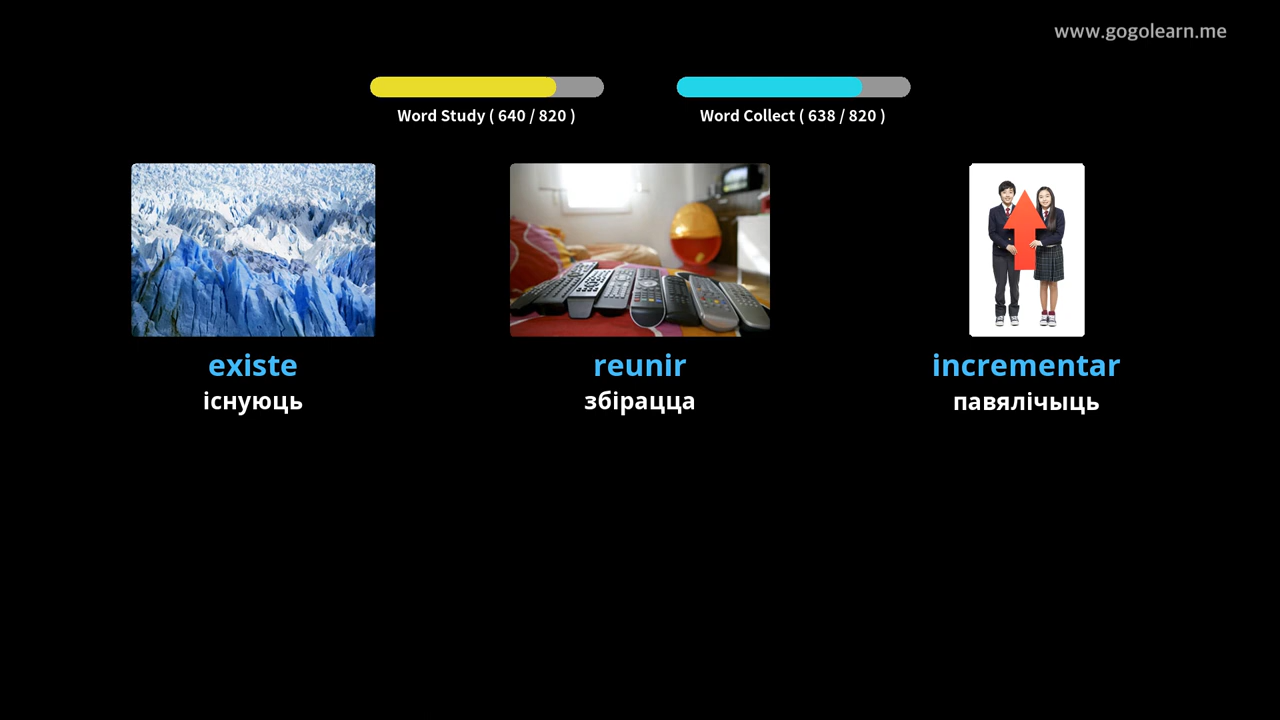 www.gogolearn.me
Word Study ( 640 / 820 )
Word Collect ( 638 / 820 )
existe
існуюць
reunir
збірацца
incrementar
павялічыць